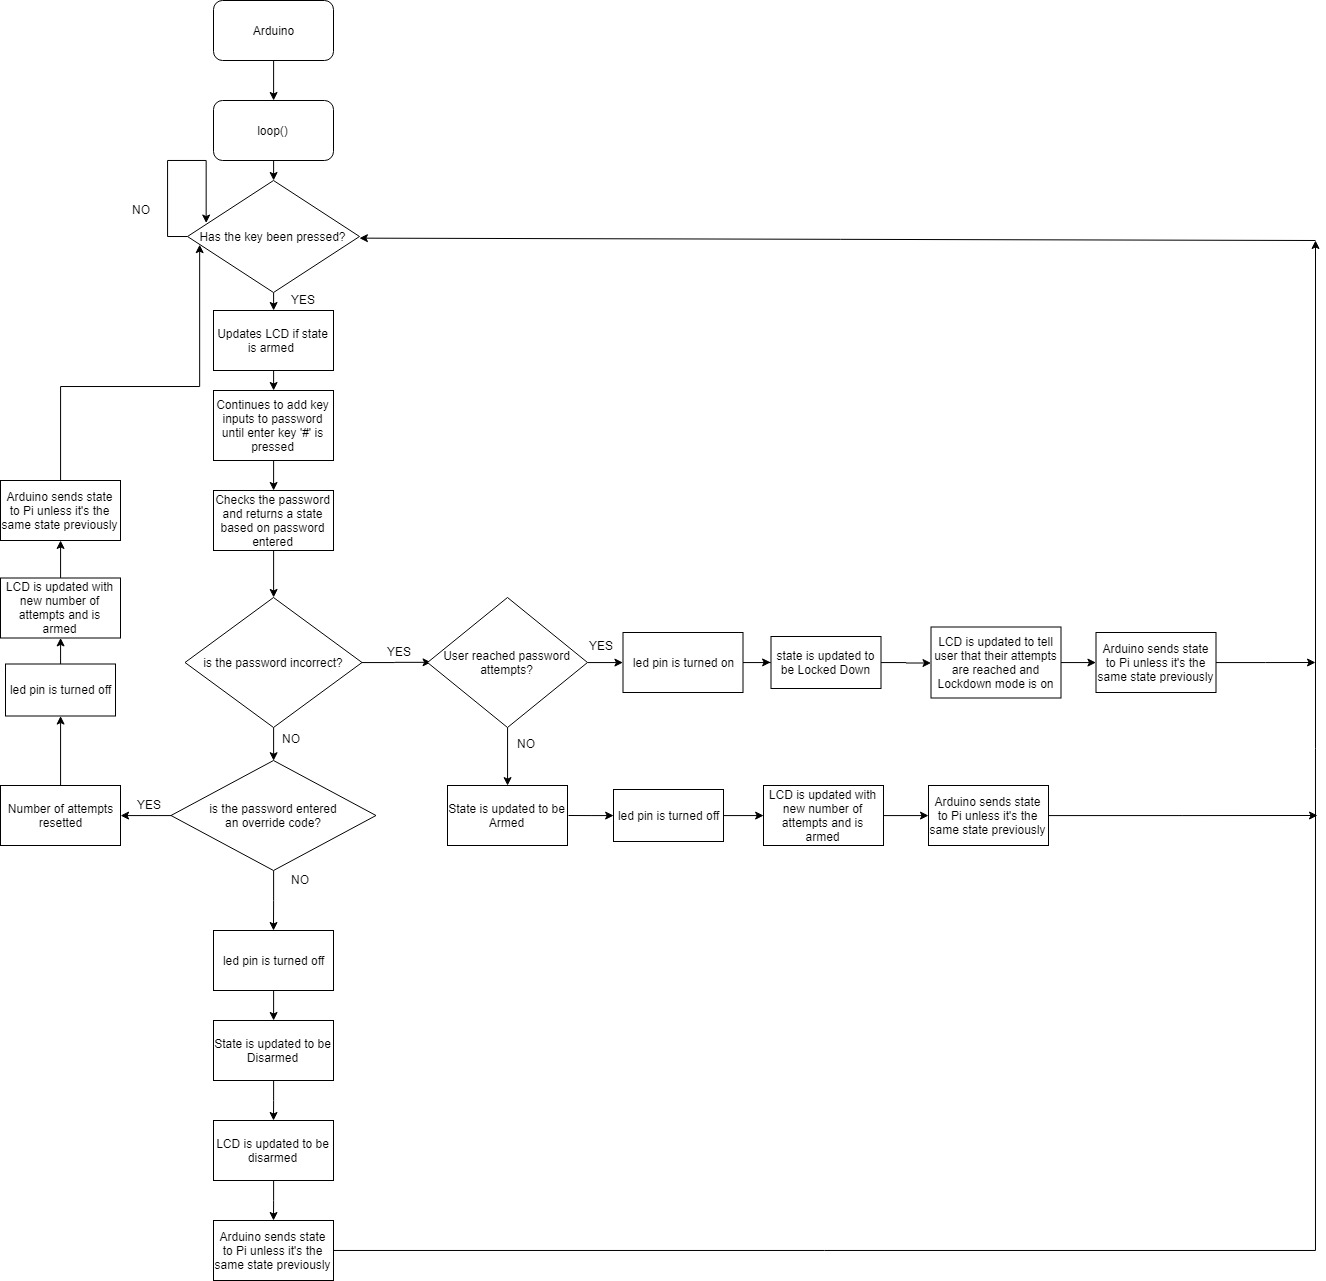 Arduino
loop()
NO
Has the key been pressed?
YES
Updates LCD if state
is armed
Continues to add key
inputs to password
until enter key '#' is
pressed
Checks the password
and returns a state
based on password
entered
Arduino sends state
to Pi unless it's the
same state previously
LCD is updated with
new number of
attempts and is
armed
led pin is turned off
is the password incorrect?
YES
User reached password
attempts?
YES
led pin is turned on
state is updated to
be Locked Down
LCD is updated to tell
user that their attempts
are reached and
Lockdown mode is on
Arduino sends state
to Pi unless it's the
same state previously
NO
NO
Number of attempts
resetted
YES
is the password entered
an override code?
State is updated to be
Armed
led pin is turned off
LCD is updated with
new number of
attempts and is
armed
Arduino sends state
to Pi unless it's the
same state previously
NO
led pin is turned off
State is updated to be
Disarmed
LCD is updated to be
disarmed
Arduino sends state
to Pi unless it's the
same state previously